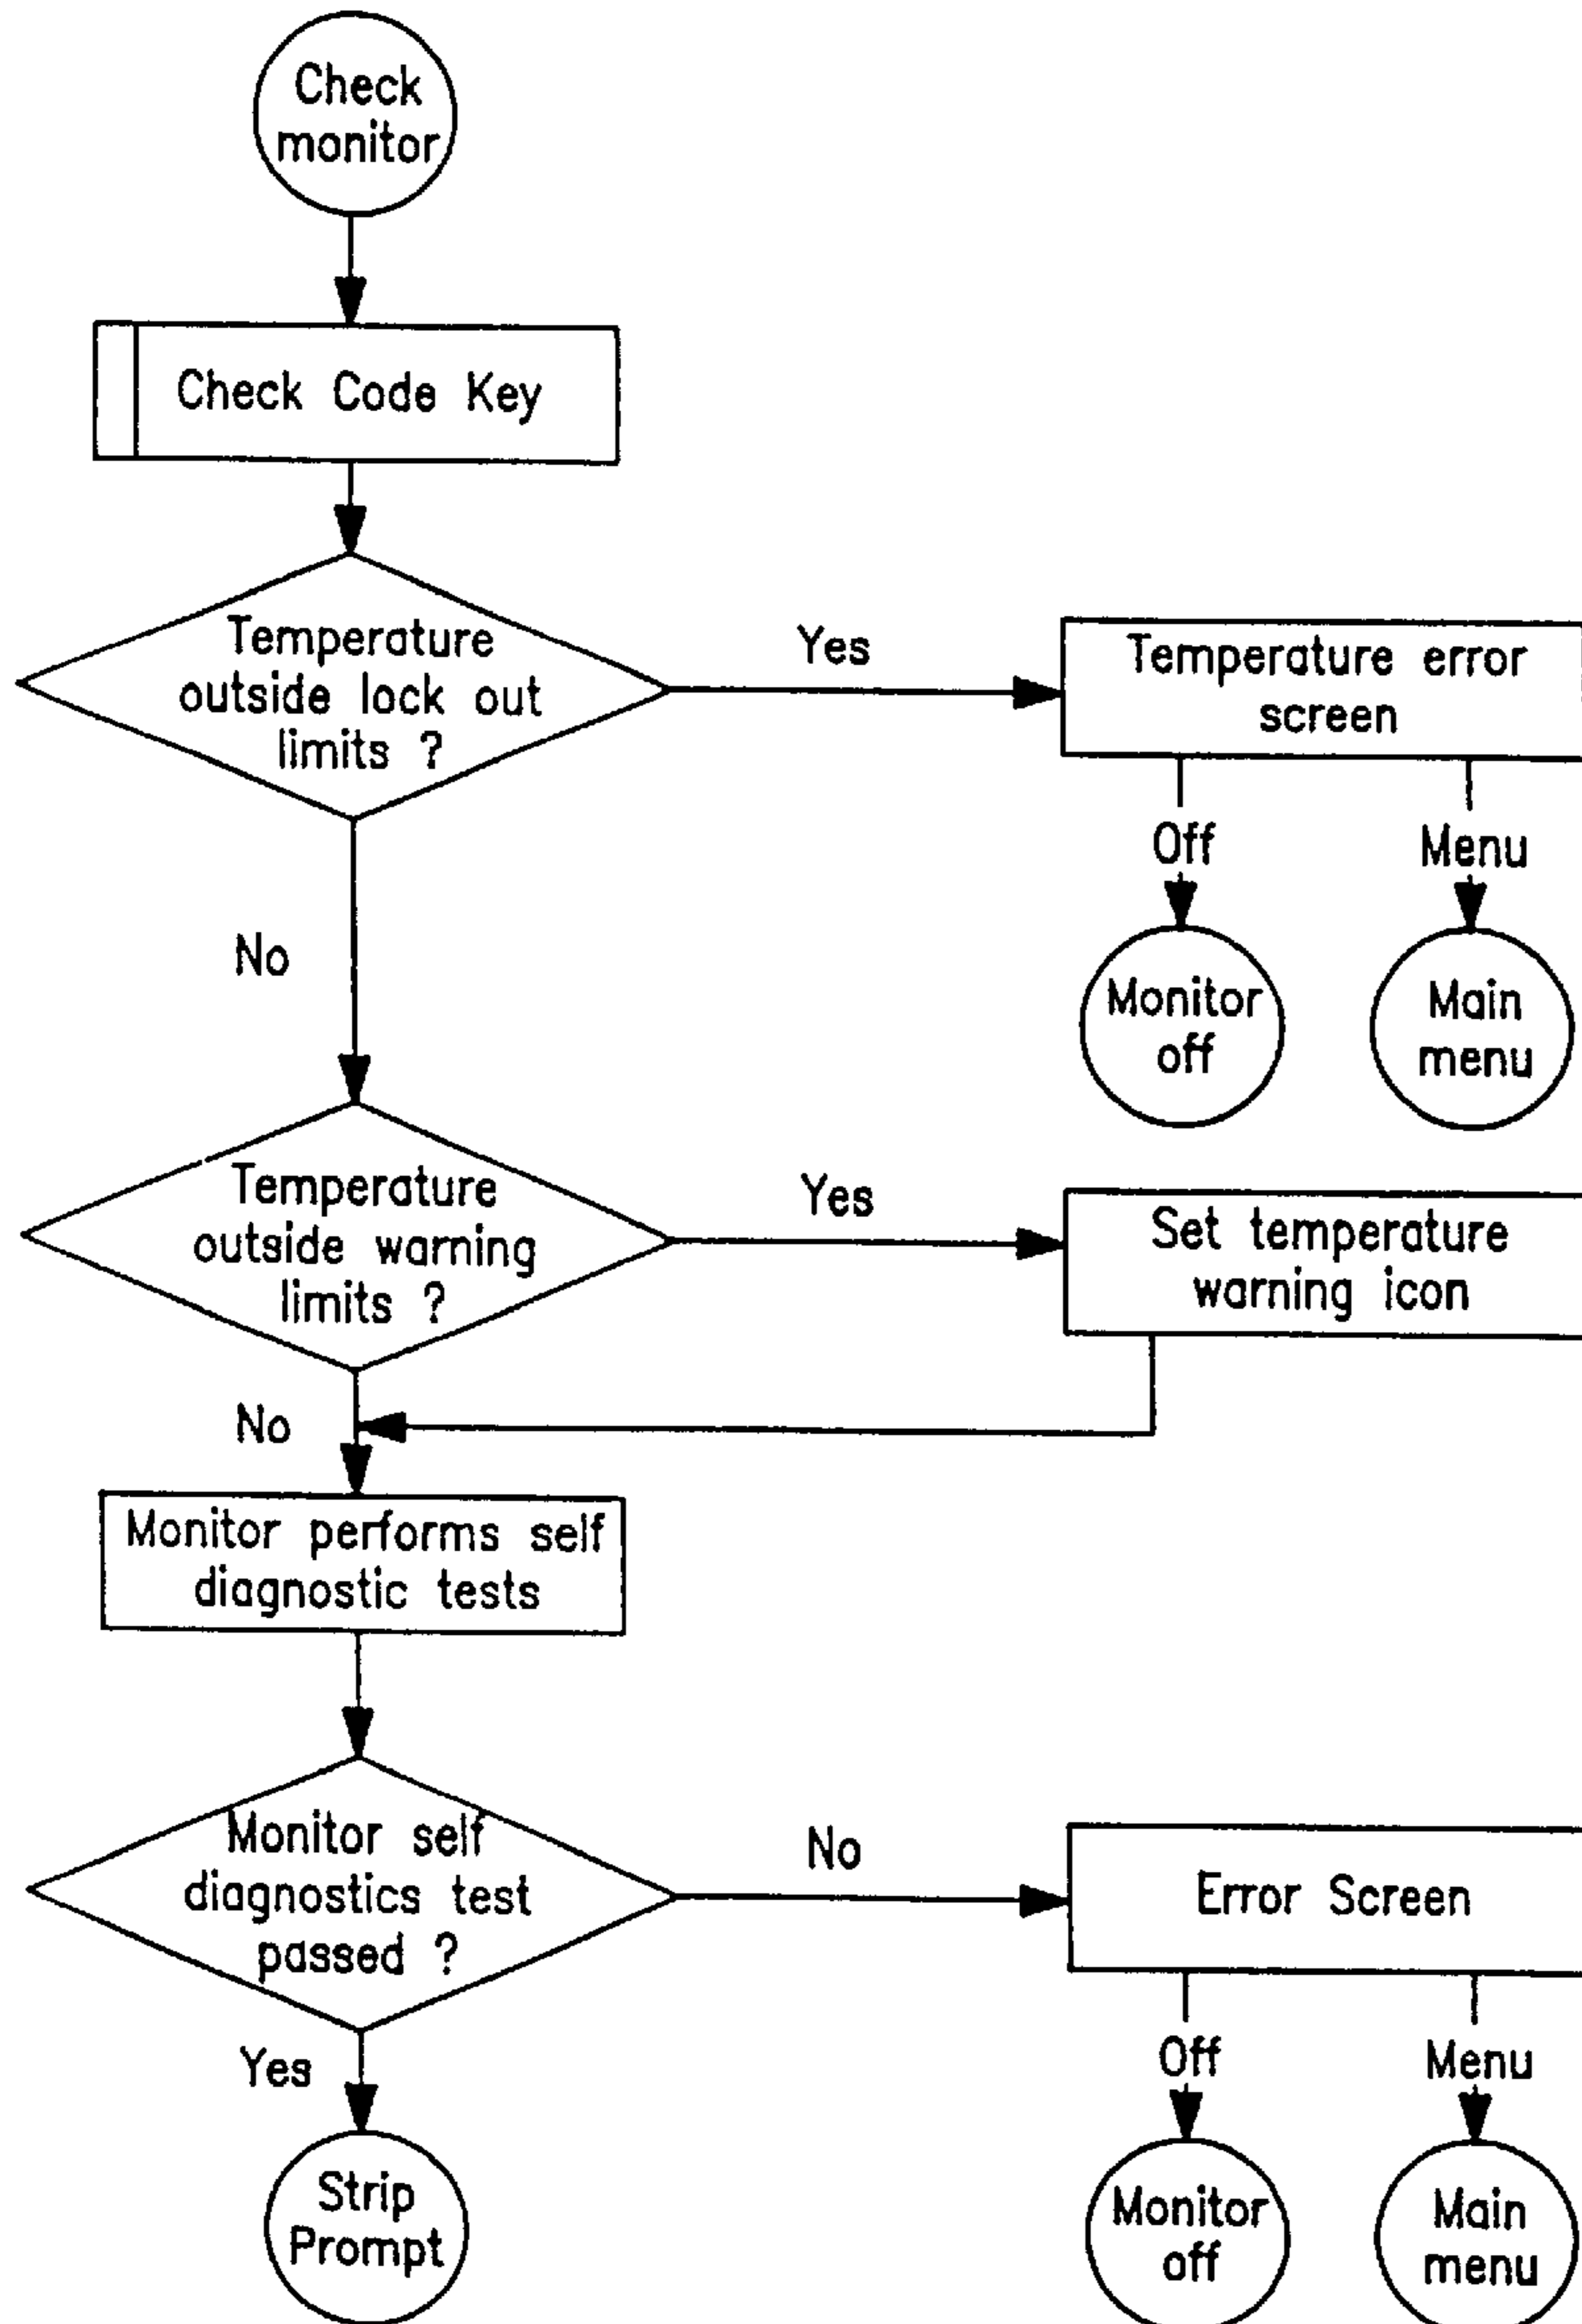 Check
monitor
Check Code Key
Temperature
outside lock out
limits ?
Yes
Temperature error
screen
Off
Menu
No
Monitor
off
Main
menu
Temperature
outside warning
limits ?
Yes
Set temperature
warning icon
No
Monitor performs self
diagnostic tests
Monitor self
diagnostics test
passed ?
No
Error Screen
Yes
Off
Menu
Strip
Prompt
Monitor
off
Main
menu